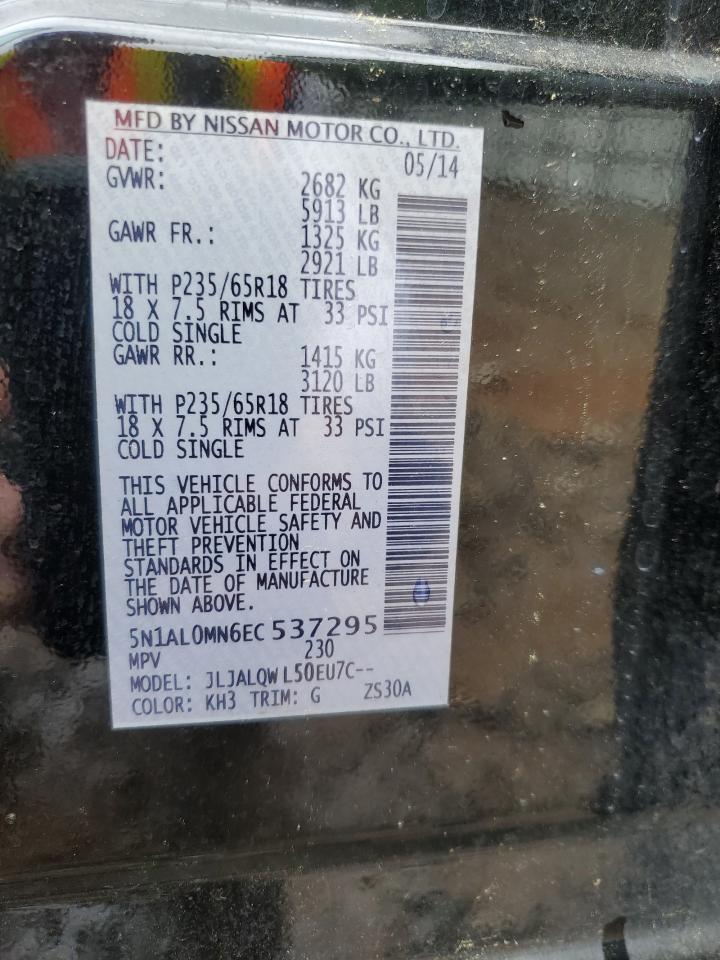 MFD BY NISSAN MOTOR CO., LTD.
DATE: 05/14
GVWR: 2682 KG
5913 LB
GAWR FR.: 1325 KG
2921 LB
WITH P235/65R18 TIRES
18 X 7.5 RIMS AT 33 PSI
COLD SINGLE
GAWR RR.: 1415 KG
3120 LB
WITH P235/65R18 TIRES
18 X 7.5 RIMS AT 33 PSI
COLD SINGLE
THIS VEHICLE CONFORMS TO
ALL APPLICABLE FEDERAL
MOTOR VEHICLE SAFETY AND
THEFT PREVENTION
STANDARDS IN EFFECT ON
THE DATE OF MANUFACTURE
SHOWN ABOVE.
5N1AL0MN6EC 537295
MPV 230
MODEL: JLJALQW L50EU7C--
COLOR: KH3 TRIM: G ZS30A